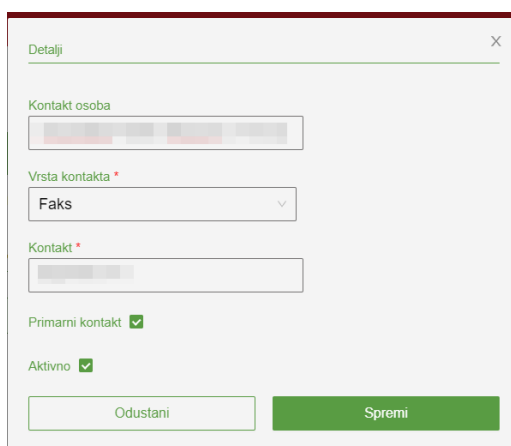 Detalji
X
Kontakt osoba
Vrsta kontakta *
Faks
Kontakt *
Primarni kontakt
Aktivno
Odustani
Spremi